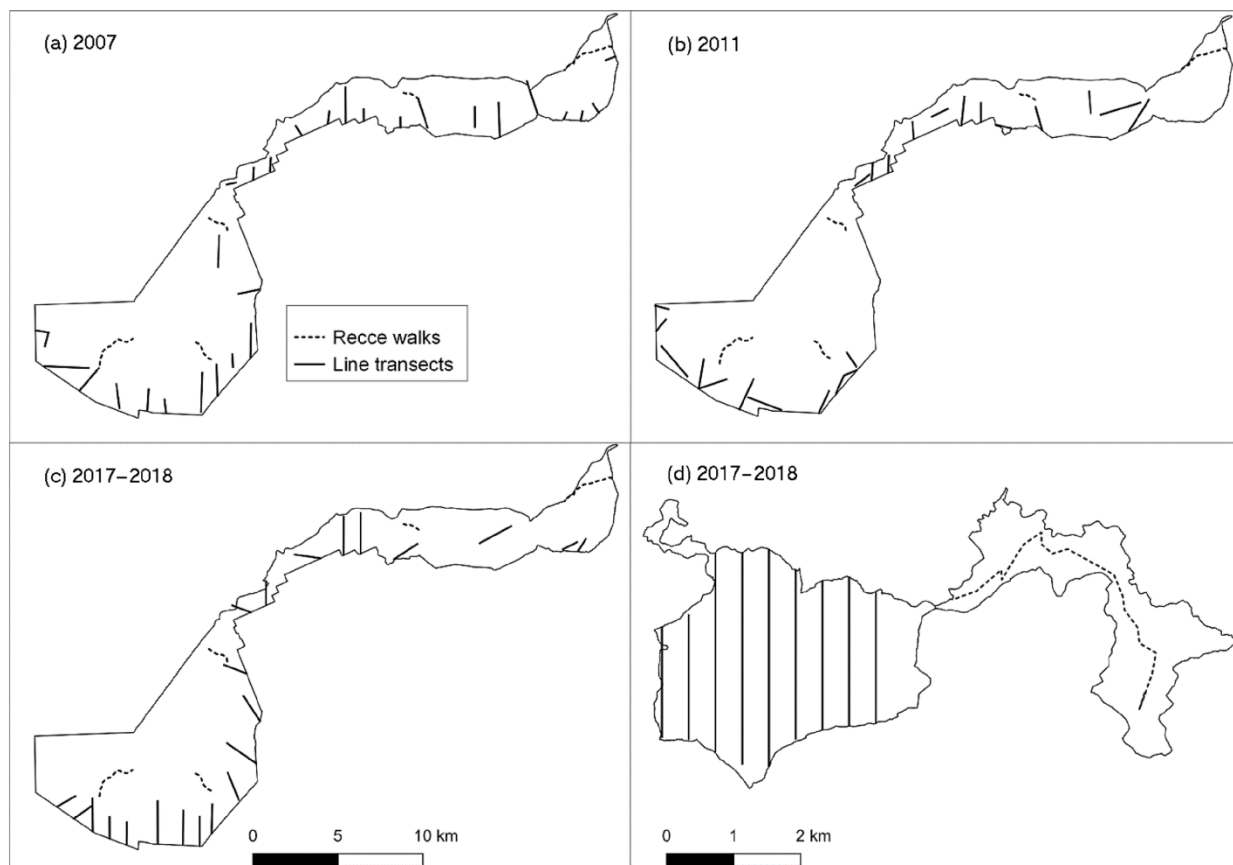 (a) 2007
(b) 2011
Recce walks
Line transects
(c) 2017–2018
(d) 2017–2018
0 5 10 km
0 1 2 km